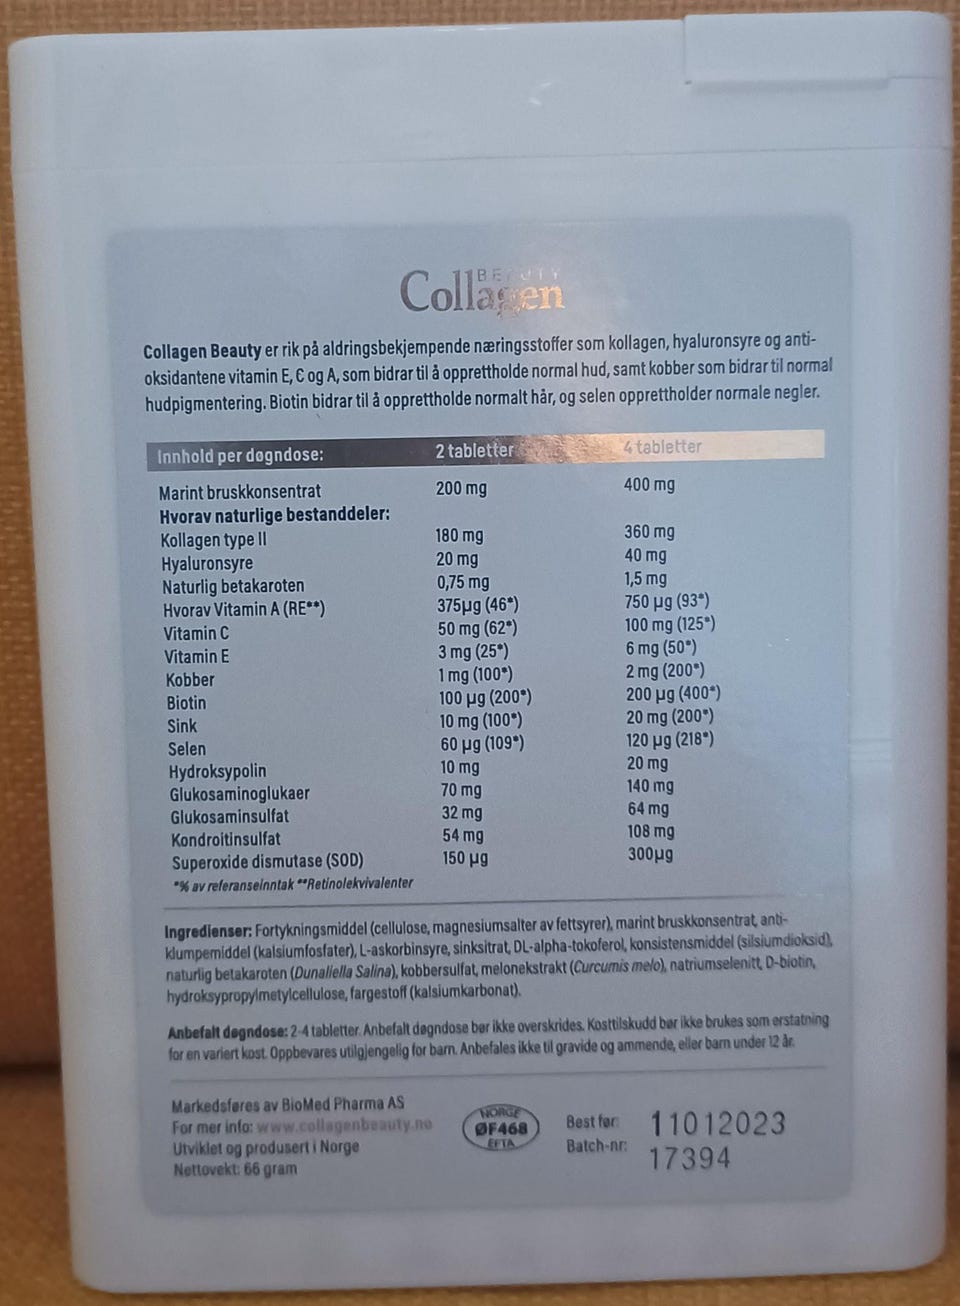 BEAUTY
Collagen
Collagen Beauty er rik på aldringsbekjempende næringsstoffer som kollagen, hyaluronsyre og anti-
oksidantene vitamin E, C og A, som bidrar til å opprettholde normal hud, samt kobber som bidrar til normal
hudpigmentering. Biotin bidrar til å opprettholde normalt hår, og selen opprettholder normale negler.
Innhold per døgndose: 2 tabletter 4 tabletter
Marint bruskkonsentrat 200 mg 400 mg
Hvorav naturlige bestanddeler:
Kollagen type II 180 mg 360 mg
Hyaluronsyre 20 mg 40 mg
Naturlig betakaroten 0,75 mg 1,5 mg
Hvorav Vitamin A (RE**) 375µg (46*) 750 µg (93*)
Vitamin C 50 mg (62*) 100 mg (125*)
Vitamin E 3 mg (25*) 6 mg (50*)
Kobber 1 mg (100*) 2 mg (200*)
Biotin 100 µg (200*) 200 µg (400*)
Sink 10 mg (100*) 20 mg (200*)
Selen 60 µg (109*) 120 µg (218*)
Hydroksypolin 10 mg 20 mg
Glukosaminoglukaer 70 mg 140 mg
Glukosaminsulfat 32 mg 64 mg
Kondroitinsulfat 54 mg 108 mg
Superoxide dismutase (SOD) 150 µg 300µg
*% av referanseinntak **Retinolekvivalenter
Ingredienser: Fortykningsmiddel (cellulose, magnesiumsalter av fettsyrer), marint bruskkonsentrat, anti-
klumpemiddel (kalsiumfosfater), L-askorbinsyre, sinksitrat, DL-alpha-tokoferol, konsistensmiddel (silsiumdioksid),
naturlig betakaroten (Dunaliella Salina), kobbersulfat, melonekstrakt (Curcumis melo), natriumselenitt, D-biotin,
hydroksypropylmetylcellulose, fargestoff (kalsiumkarbonat).
Anbefalt døgndose: 2-4 tabletter. Anbefalt døgndose bør ikke overskrides. Kosttilskudd bør ikke brukes som erstatning
for en variert kost. Oppbevares utilgjengelig for barn. Anbefales ikke til gravide og ammende, eller barn under 12 år.
Markedsføres av BioMed Pharma AS
For mer info: www.collagenbeauty.no
Utviklet og produsert i Norge
Nettovekt: 66 gram
NORGE
ØF468
EFTA
Best før: 11012023
Batch-nr: 17394